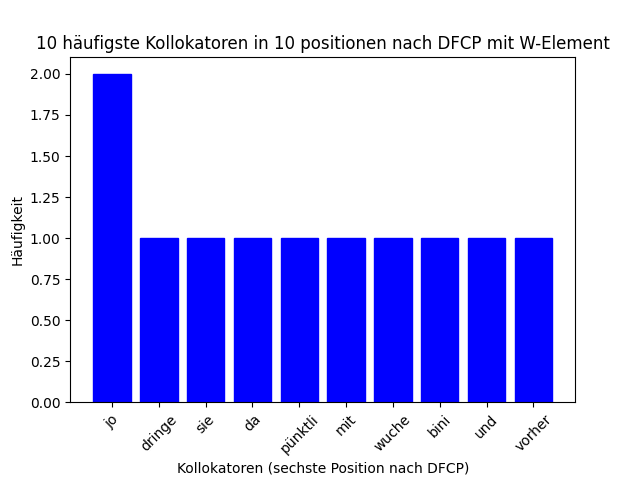 10 häufigste Kollokatoren in 10 positionen nach DFCP mit W-Element
Häufigkeit
2.00
1.75
1.50
1.25
1.00
0.75
0.50
0.25
0.00
jo
dringe
sie
da
pünktli
mit
wuche
bini
und
vorher
Kollokatoren (sechste Position nach DFCP)